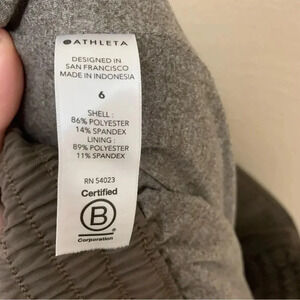 ATHLETA
DESIGNED IN
SAN FRANCISCO
MADE IN INDONESIA
6
SHELL :
86% POLYESTER
14% SPANDEX
LINING :
89% POLYESTER
11% SPANDEX
RN 54023
Certified
B
Corporation